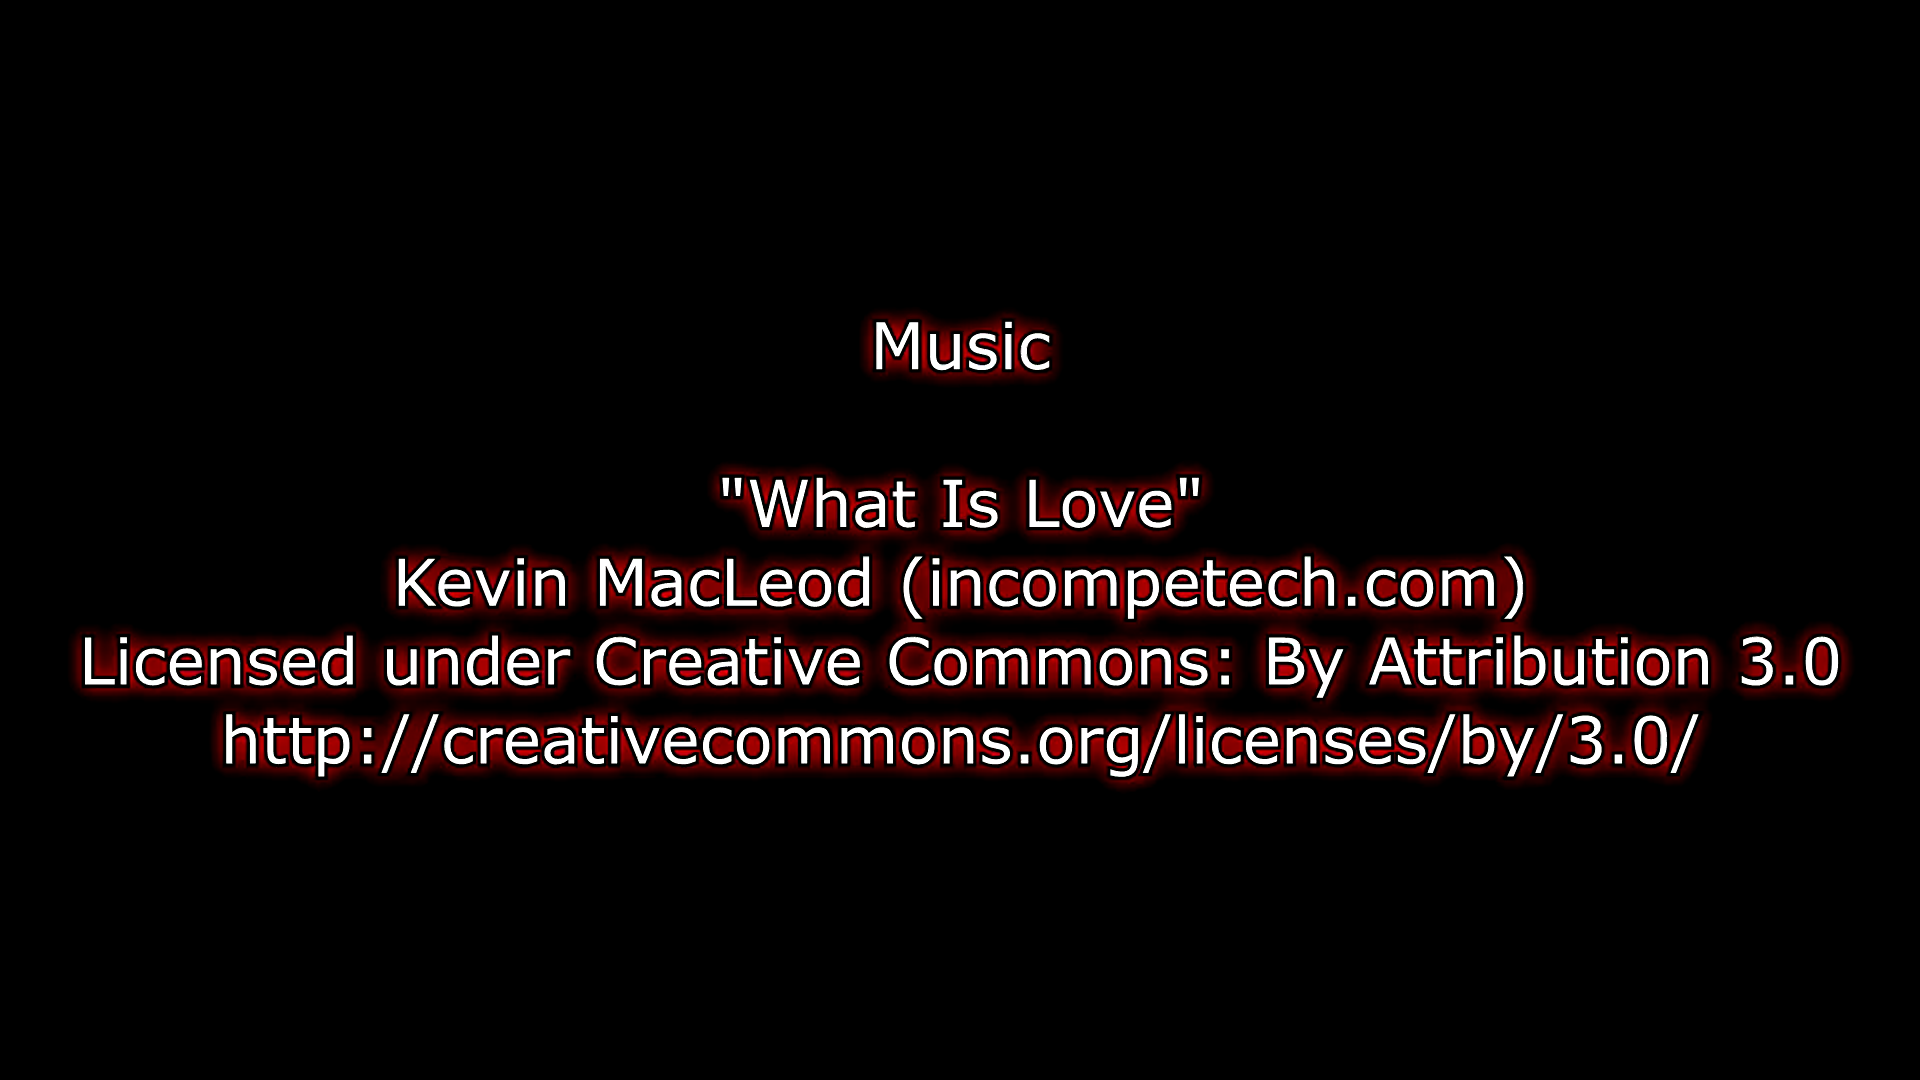 Music
"What Is Love"
Kevin MacLeod (incompetech.com)
Licensed under Creative Commons: By Attribution 3.0
http://creativecommons.org/licenses/by/3.0/